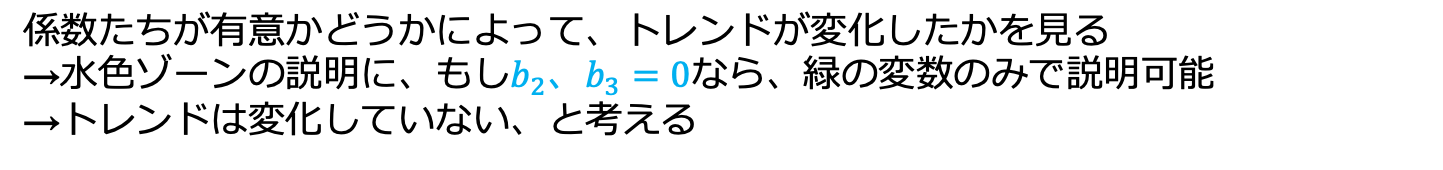 係数たちが有意かどうかによって、トレンドが変化したかを見る
→水色ゾーンの説明に、もしb₂、b₃ = 0なら、緑の変数のみで説明可能
→トレンドは変化していない、と考える